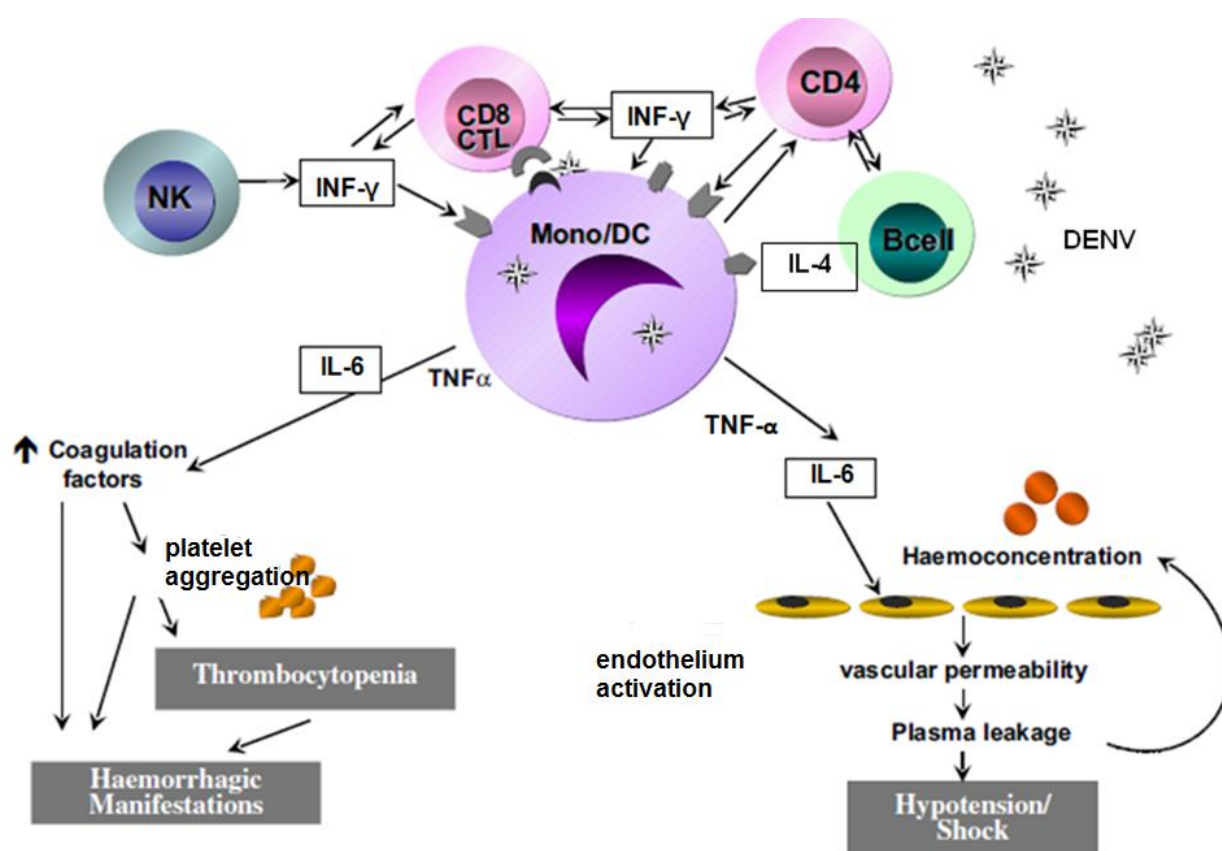 CD8
CTL
INF-γ
CD4
NK
INF-γ
Mono/DC
IL-4
Bcell
DENV
IL-6
TNFα
TNF-α
IL-6
Coagulation
factors
platelet
aggregation
Haemoconcentration
Thrombocytopenia
endothelium
activation
vascular permeability
Plasma leakage
Haemorrhagic
Manifestations
Hypotension/
Shock